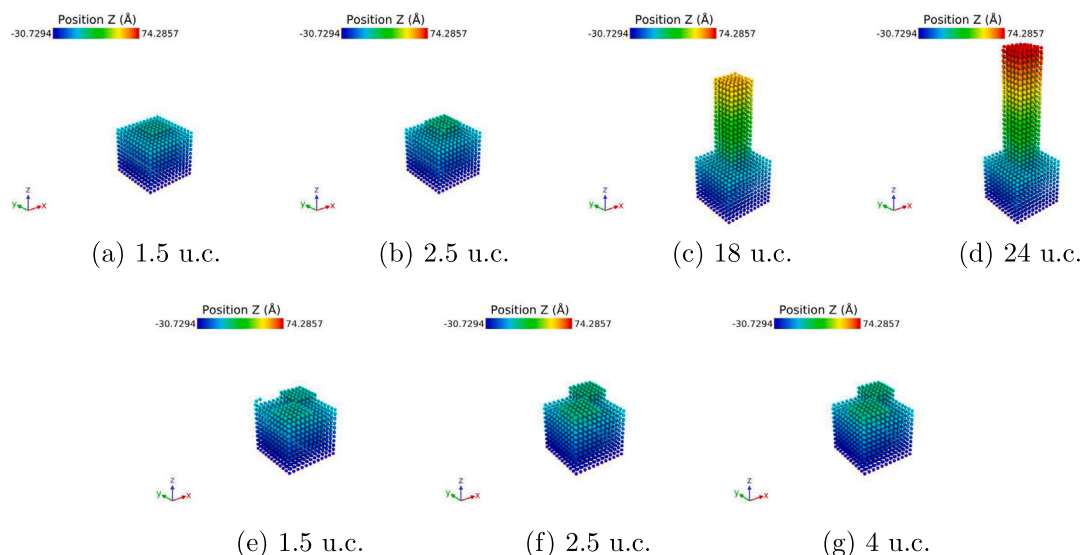 Position Z (Å) Position Z (Å) Position Z (Å) Position Z (Å)
-30.7294 74.2857 -30.7294 74.2857 -30.7294 74.2857 -30.7294 74.2857
z z z z
y x y x y x y x
(a) 1.5 u.c. (b) 2.5 u.c. (c) 18 u.c. (d) 24 u.c.
Position Z (Å) Position Z (Å) Position Z (Å)
-30.7294 74.2857 -30.7294 74.2857 -30.7294 74.2857
z z z
y x y x y x
(e) 1.5 u.c. (f) 2.5 u.c. (g) 4 u.c.